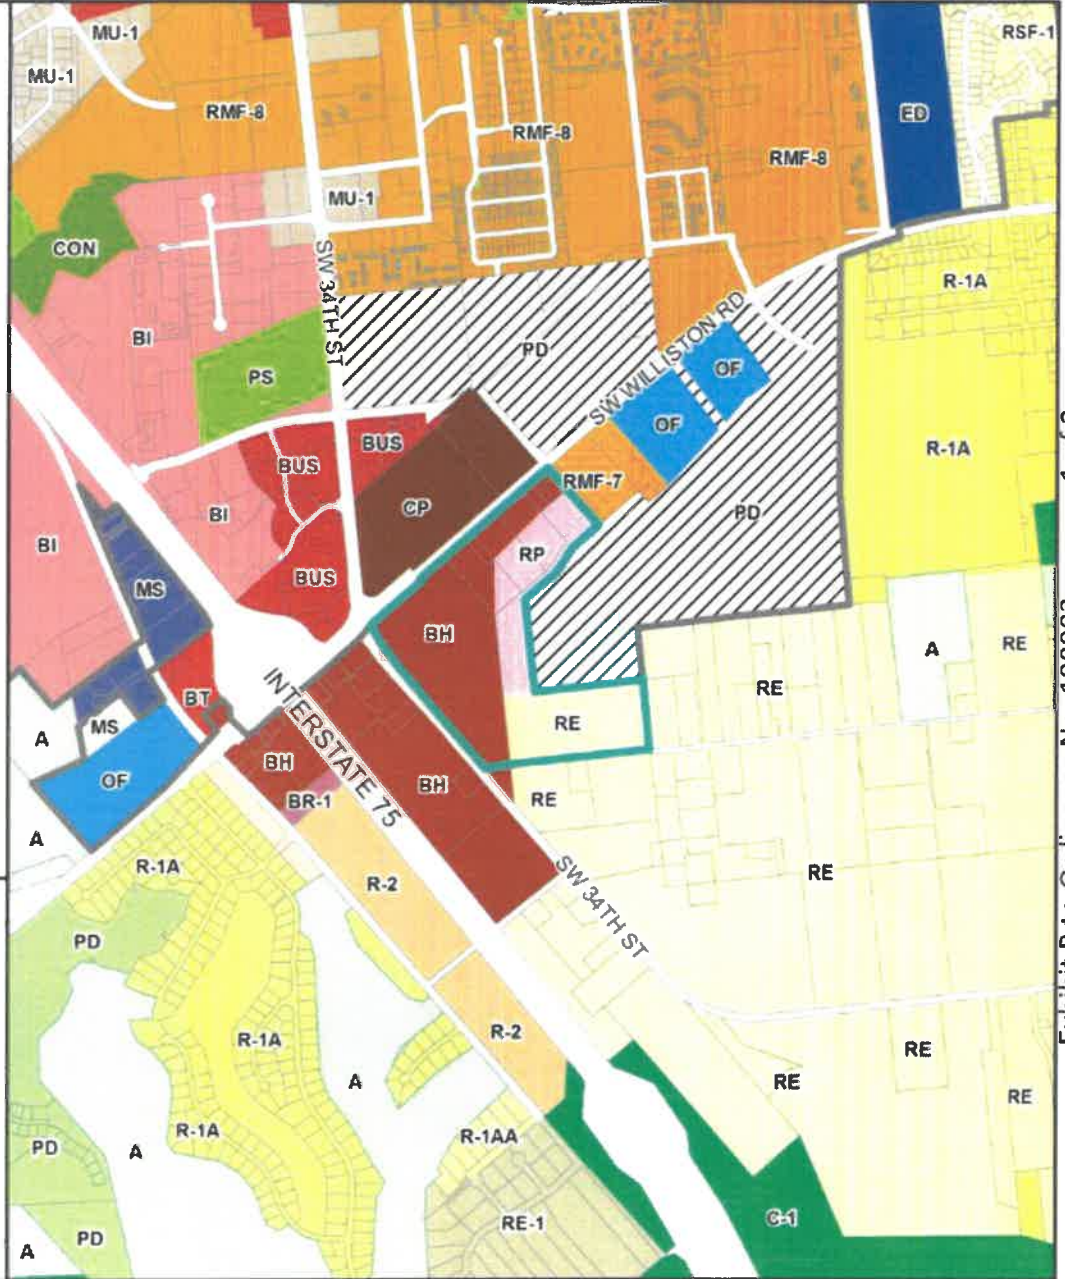 MU-1
RSF-1
MU-1
RMF-8
ED
RMF-8
RMF-8
MU-1
CON
SW 34TH ST
R-1A
BI
PD
SW WILLISTON RD
OF
PS
OF
BUS
BUS
R-1A
RMF-7
CP
PD
BI
BI
RP
BUS
MS
BH
A
RE
RE
BT
INTERSTATE 75
MS
RE
A
BH
OF
BH
BR-1
RE
A
R-1A
RE
R-2
SW 34TH ST
PD
R-2
R-1A
RE
A
RE
RE
R-1A
R-1AA
PD
A
C-1
RE-1
PD
A